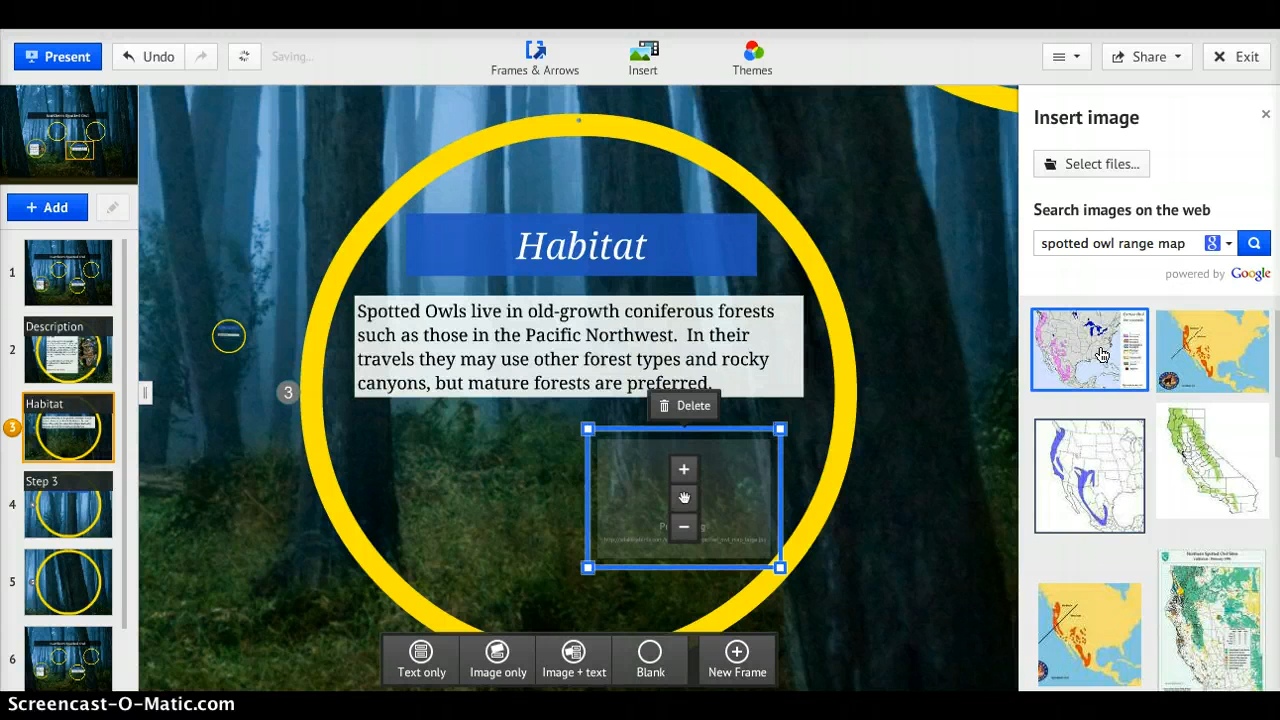 Present
Undo
Saving...
Frames & Arrows
Insert
Themes
Share
Exit
Northern Spotted Owl
Add
1
Description
2
Habitat
3
Step 3
4
5
6
3
Habitat
Spotted Owls live in old-growth coniferous forests
such as those in the Pacific Northwest.  In their
travels they may use other forest types and rocky
canyons, but mature forests are preferred.
Delete
Text only
Image only
Image + text
Blank
New Frame
Insert image
Select files...
Search images on the web
spotted owl range map
powered by Google
Screencast-O-Matic.com